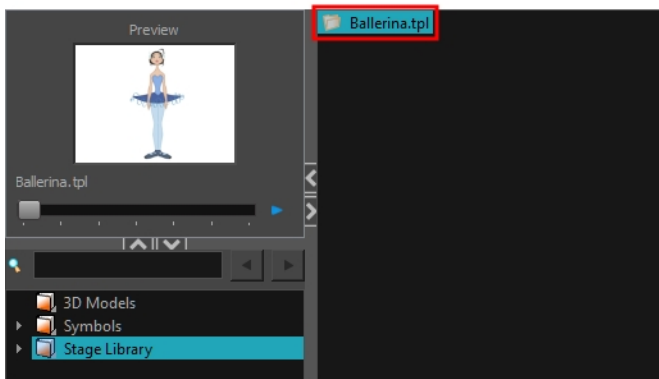 Preview
Ballerina.tpl
3D Models
Symbols
Stage Library
Ballerina.tpl